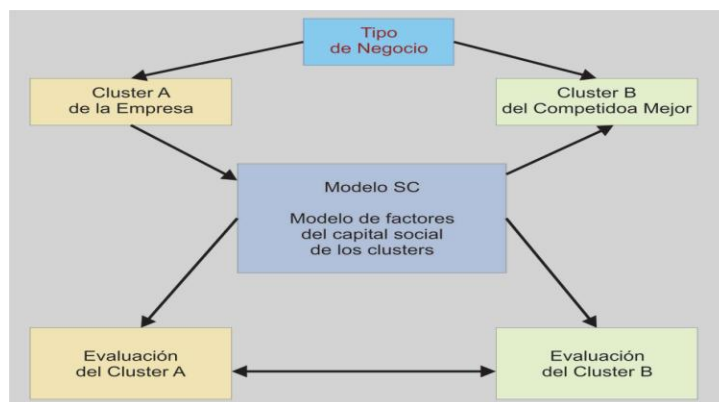 Tipo
de Negocio
Cluster A
de la Empresa
Cluster B
del Competidoa Mejor
Modelo SC
Modelo de factores
del capital social
de los clusters
Evaluación
del Cluster A
Evaluación
del Cluster B